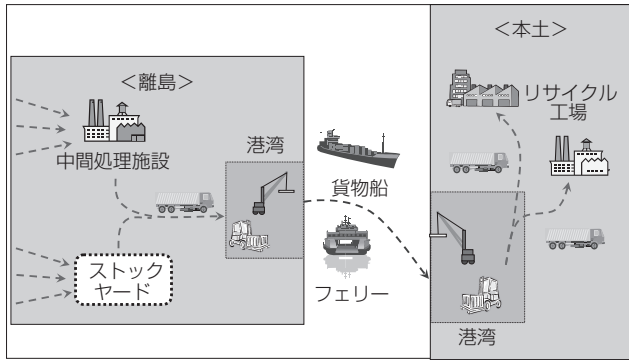 <離島>
中間処理施設
港湾
ストック
ヤード
貨物船
フェリー
<本土>
リサイクル
工場
港湾